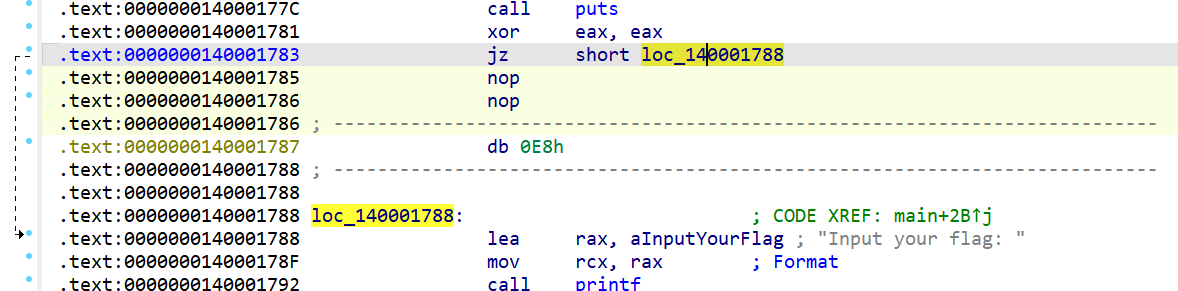 .text:000000014000177C call puts
.text:0000000140001781 xor eax, eax
.text:0000000140001783 jz short loc_140001788
.text:0000000140001785 nop
.text:0000000140001786 nop
.text:0000000140001786 ; ---------------------------------------------------------------------------
.text:0000000140001787 db 0E8h
.text:0000000140001788 ; ---------------------------------------------------------------------------
.text:0000000140001788
.text:0000000140001788 loc_140001788: ; CODE XREF: main+2B↑j
.text:0000000140001788 lea rax, aInputYourFlag ; "Input your flag: "
.text:000000014000178F mov rcx, rax ; Format
.text:0000000140001792 call printf